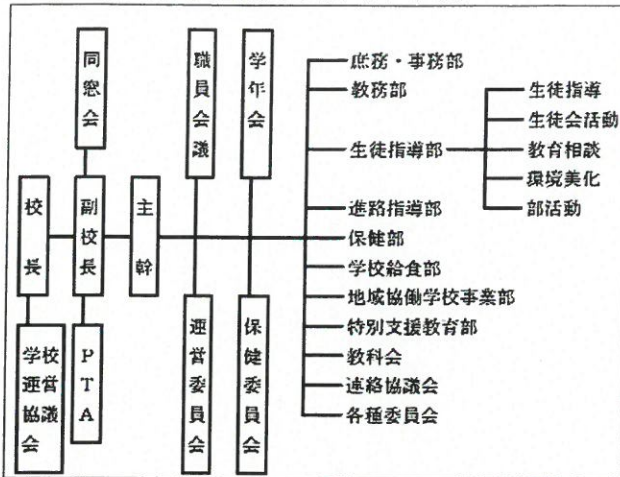 同窓会
職員会議
学年会
校長
副校長
主幹
学校運営協議会
PTA
運営委員会
保健委員会
庶務・事務部
教務部
生徒指導部
進路指導部
保健部
学校給食部
地域協働学校事業部
特別支援教育部
教科会
連絡協議会
各種委員会
生徒指導
生徒会活動
教育相談
環境美化
部活動